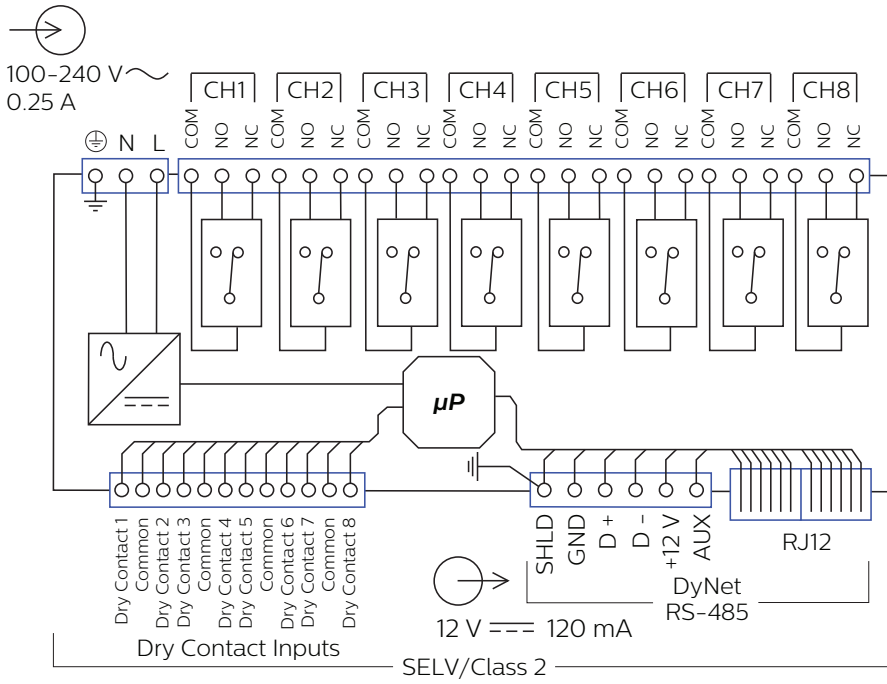 100-240 V
0.25 A
CH1 CH2 CH3 CH4 CH5 CH6 CH7 CH8
COM NO NC COM NO NC COM NO NC COM NO NC COM NO NC COM NO NC COM NO NC COM NO NC
N L
µP
Dry Contact 1
Common
Dry Contact 2
Dry Contact 3
Common
Dry Contact 4
Dry Contact 5
Common
Dry Contact 6
Dry Contact 7
Common
Dry Contact 8
SHLD
GND
D +
D –
+12 V
AUX
RJ12
DyNet
RS-485
12 V 120 mA
Dry Contact Inputs
SELV/Class 2